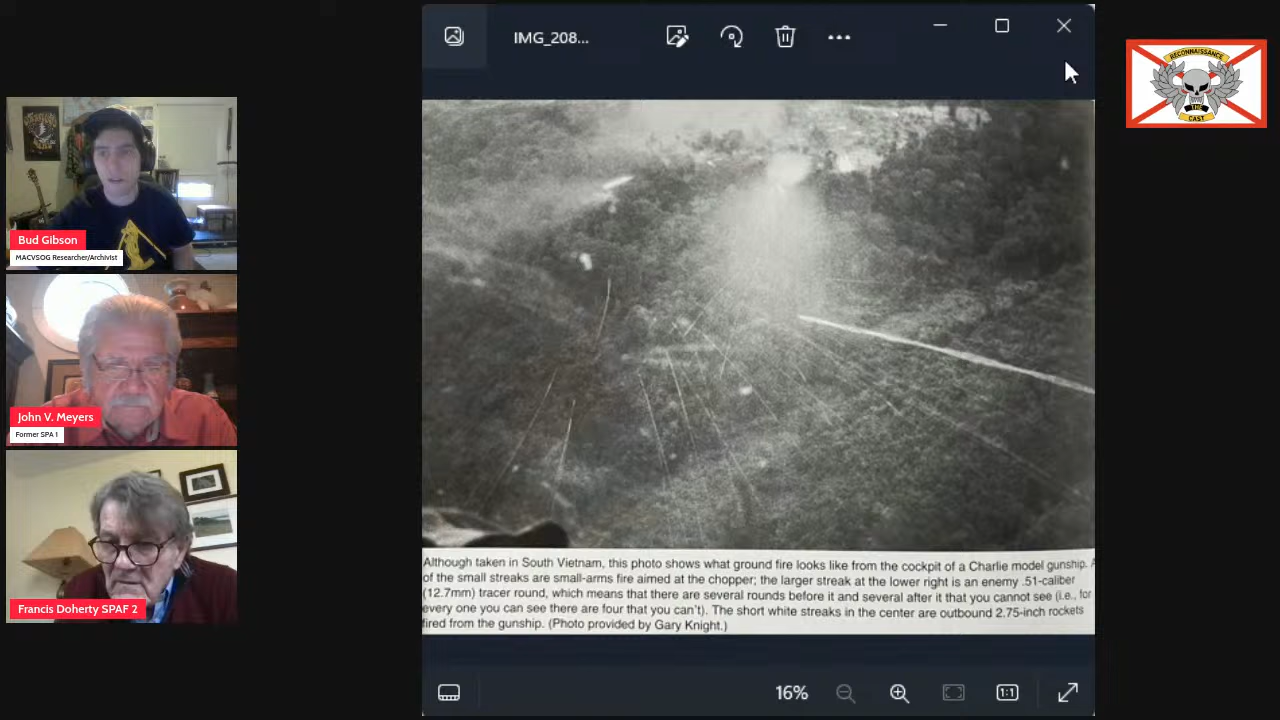 IMG_208...
RECONNAISSANCE
THE
CAST
Bud Gibson
MACVSOG Researcher/Archivist
John V. Meyers
Former SPA I
Francis Doherty SPAF 2
Although taken in South Vietnam, this photo shows what ground fire looks like from the cockpit of a Charlie model gunship. A
of the small streaks are small-arms fire aimed at the chopper; the larger streak at the lower right is an enemy .51-caliber
(12.7mm) tracer round, which means that there are several rounds before it and several after it that you cannot see (i.e., for
every one you can see there are four that you can't). The short white streaks in the center are outbound 2.75-inch rockets
fired from the gunship. (Photo provided by Gary Knight.)
16%
1:1